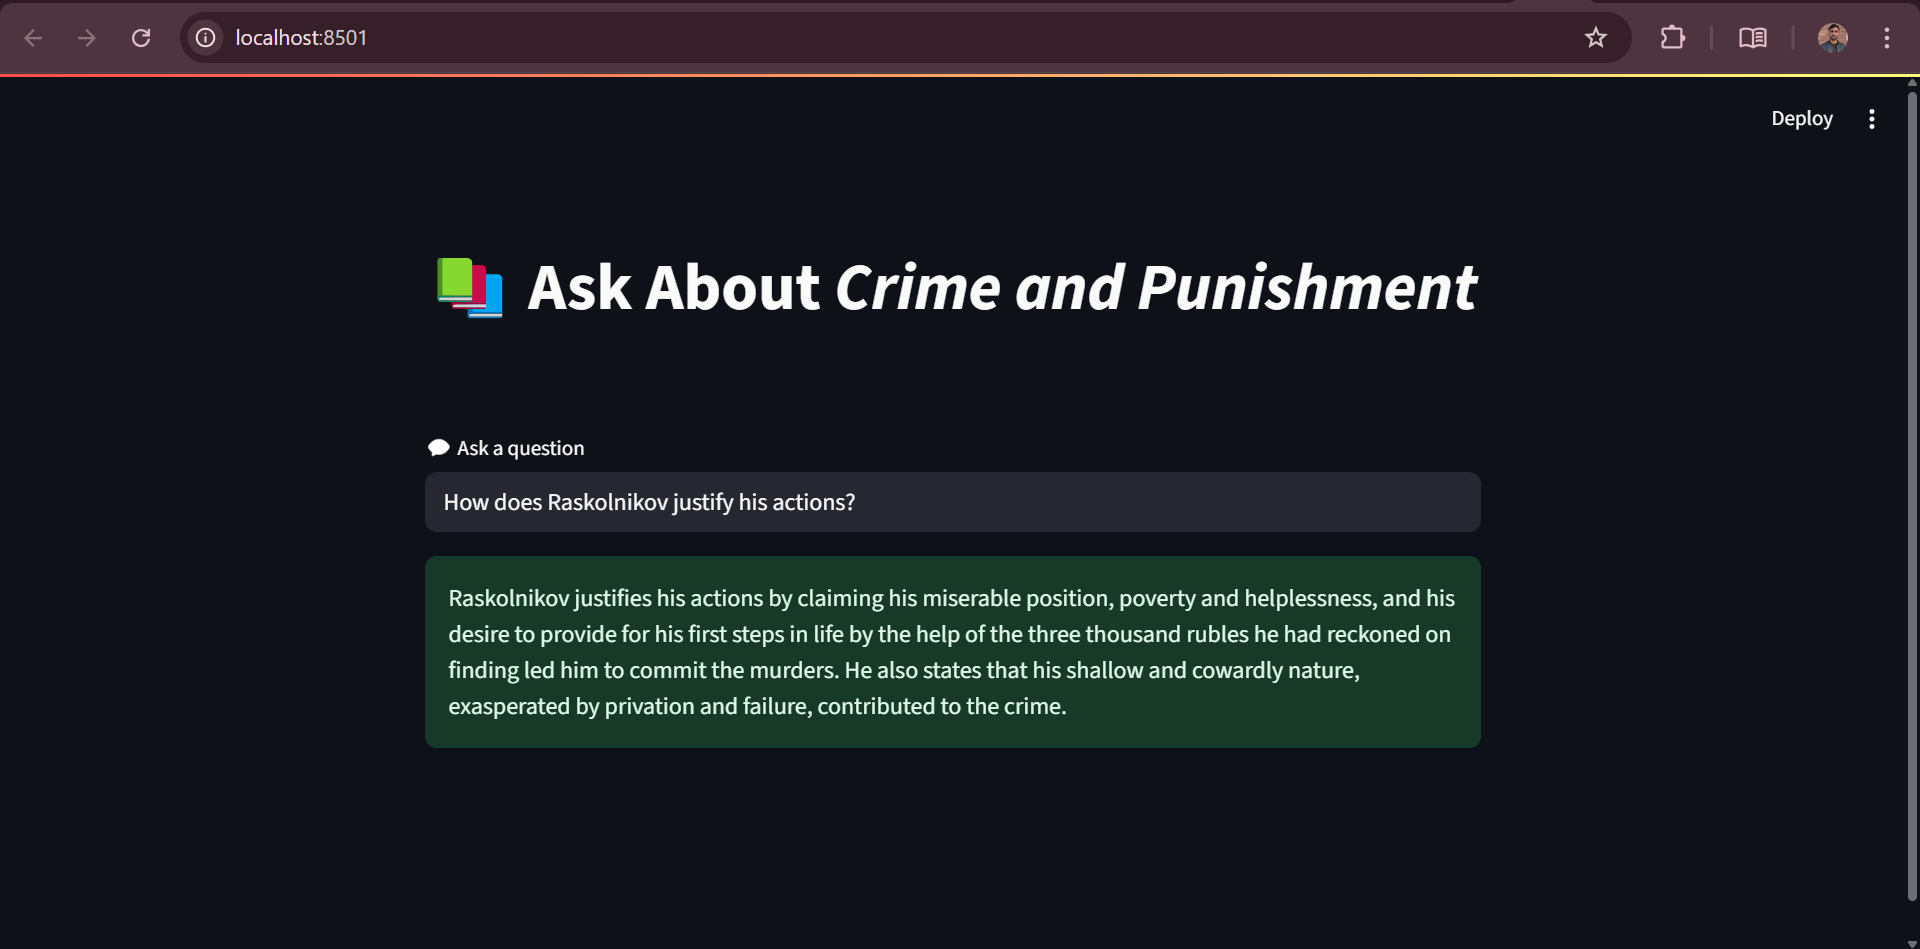 localhost:8501
Deploy
Ask About Crime and Punishment
Ask a question
How does Raskolnikov justify his actions?
Raskolnikov justifies his actions by claiming his miserable position, poverty and helplessness, and his
desire to provide for his first steps in life by the help of the three thousand rubles he had reckoned on
finding led him to commit the murders. He also states that his shallow and cowardly nature,
exasperated by privation and failure, contributed to the crime.